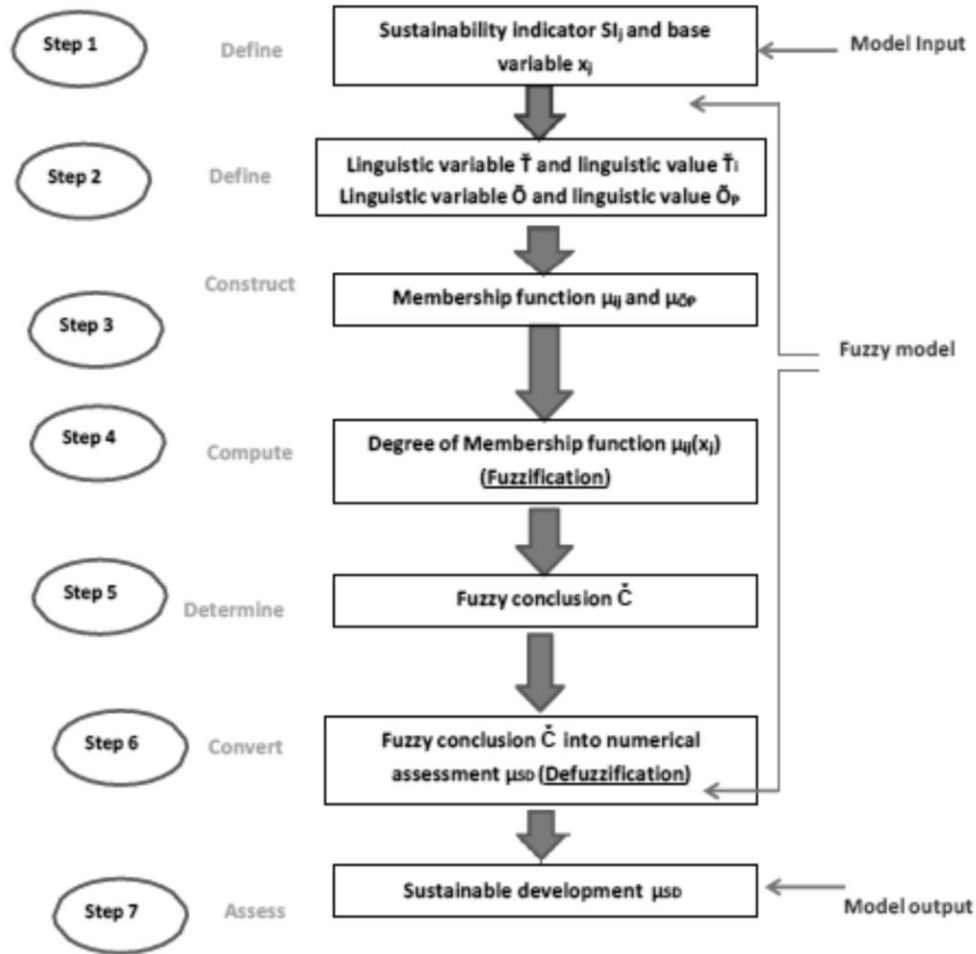 Step 1
Define
Sustainability indicator SIⱼ and base
variable xⱼ
Model Input
Step 2
Define
Linguistic variable Ť and linguistic value Ťᵢ
Linguistic variable Õ and linguistic value Õₚ
Construct
Step 3
Membership function μᵢⱼ and μõₚ
Fuzzy model
Step 4
Compute
Degree of Membership function μᵢⱼ(xⱼ)
(Fuzzification)
Step 5
Determine
Fuzzy conclusion Č
Step 6
Convert
Fuzzy conclusion Č into numerical
assessment μSD (Defuzzification)
Step 7
Assess
Sustainable development μSD
Model output